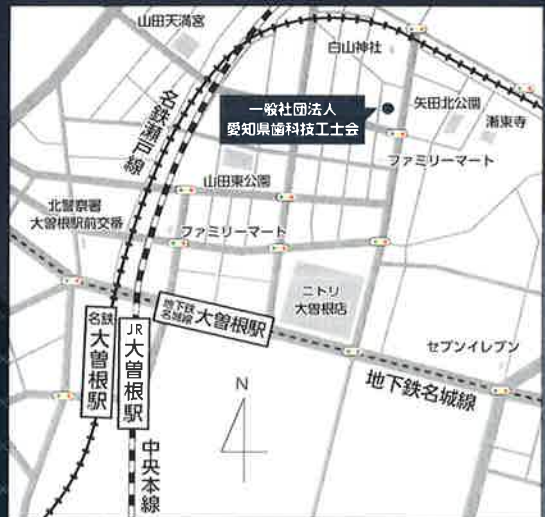 山田天満宮
白山神社
名鉄瀬戸線
一般社団法人
愛知県歯科技工士会
矢田北公園
漸東寺
ファミリーマート
山田東公園
北警察署
大曽根駅前交番
ファミリーマート
ニトリ
大曽根店
地下鉄
名城線
大曽根駅
名鉄
大曽根駅
JR
大曽根駅
セブンイレブン
地下鉄名城線
N
中央本線